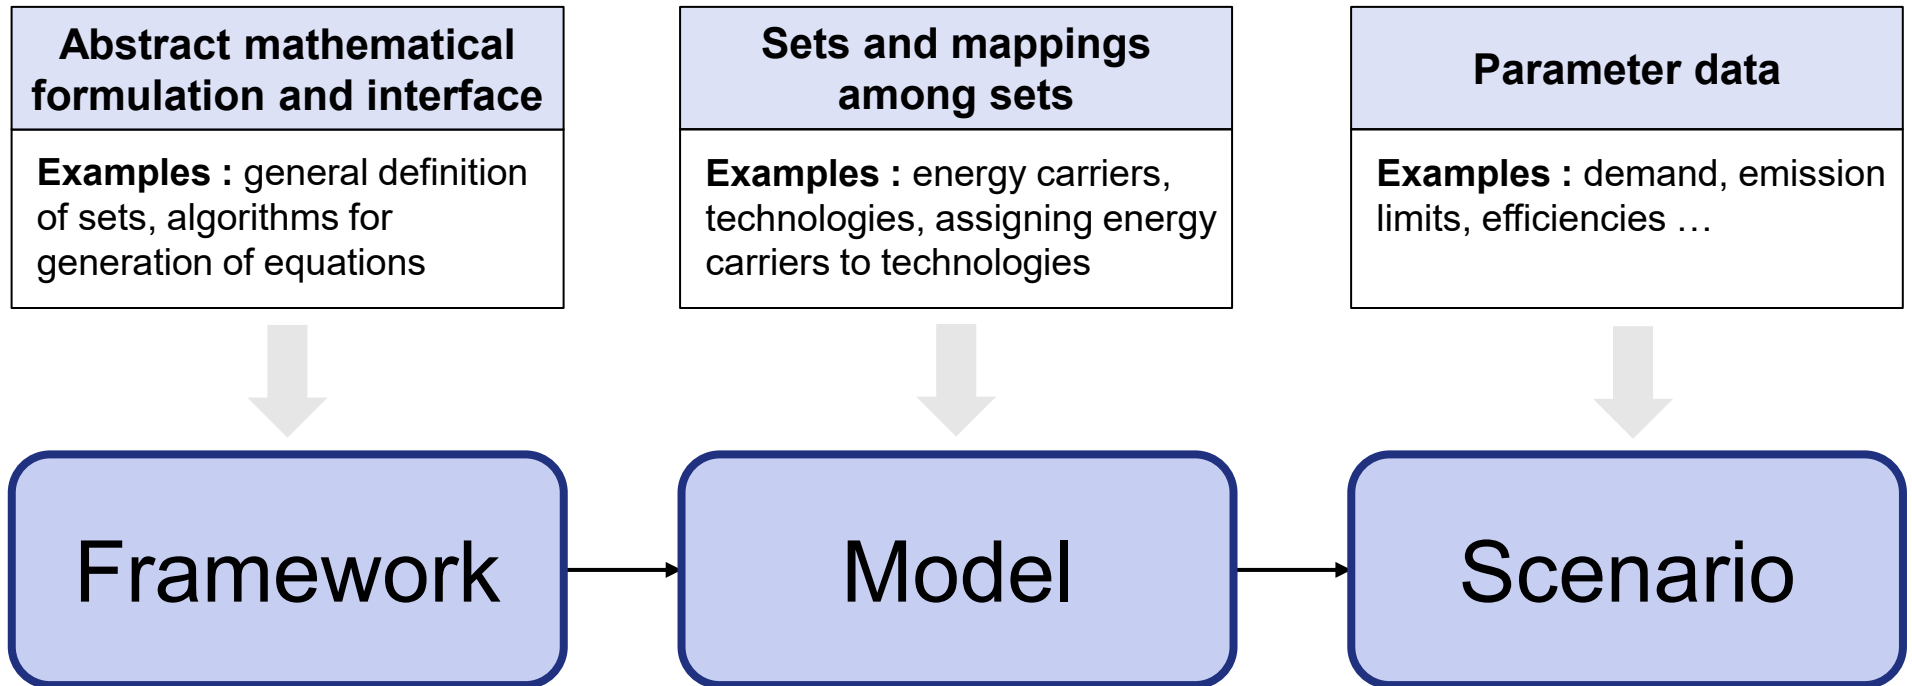 Abstract mathematical
formulation and interface
Examples : general definition
of sets, algorithms for
generation of equations
Sets and mappings
among sets
Examples : energy carriers,
technologies, assigning energy
carriers to technologies
Parameter data
Examples : demand, emission
limits, efficiencies …
Framework
Model
Scenario